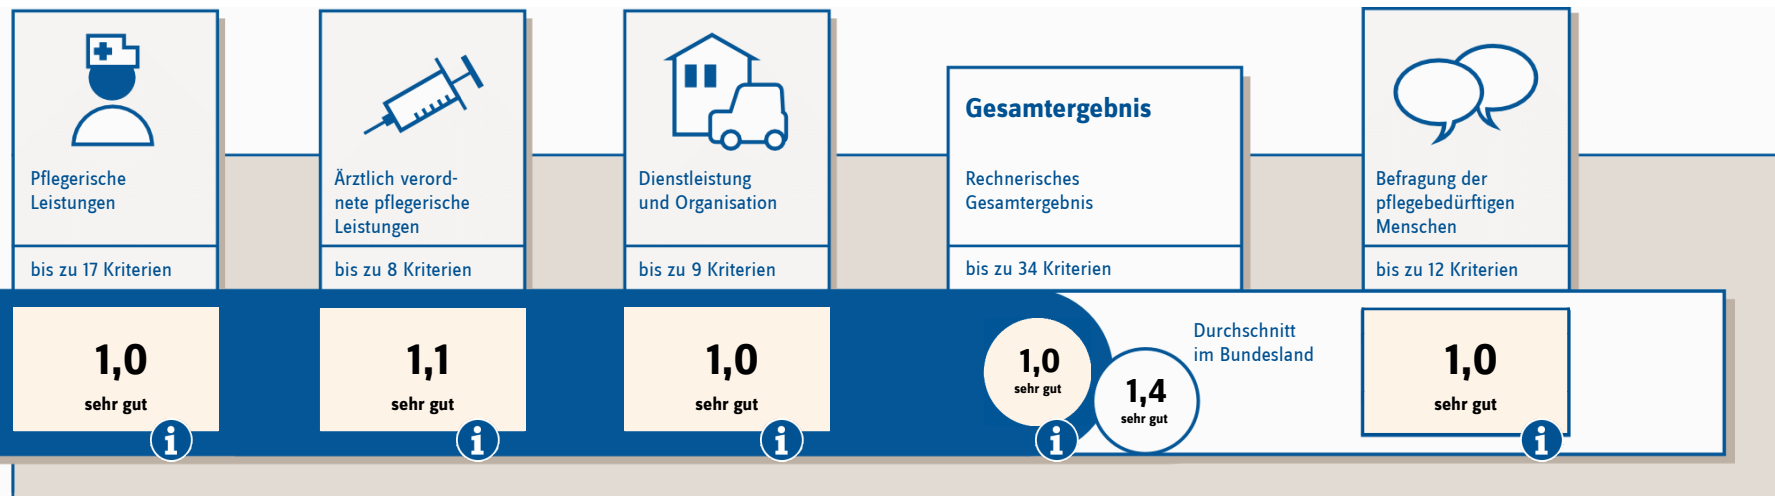 Pflegerische
Leistungen
bis zu 17 Kriterien
1,0
sehr gut
i
Ärztlich verord-
nete pflegerische
Leistungen
bis zu 8 Kriterien
1,1
sehr gut
i
Dienstleistung
und Organisation
bis zu 9 Kriterien
1,0
sehr gut
i
Gesamtergebnis
Rechnerisches
Gesamtergebnis
bis zu 34 Kriterien
1,0
sehr gut
i
1,4
sehr gut
Durchschnitt
im Bundesland
Befragung der
pflegebedürftigen
Menschen
bis zu 12 Kriterien
1,0
sehr gut
i